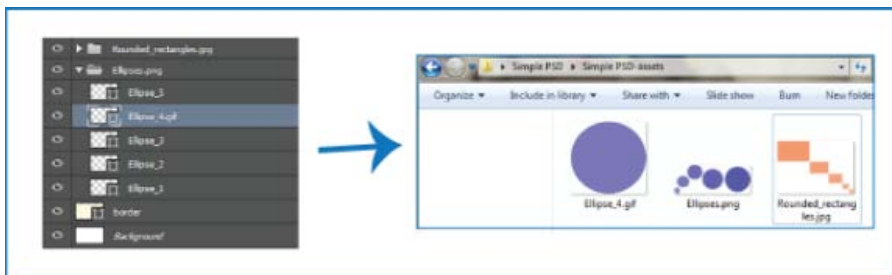 Rounded_rectangles.jpg
Ellipses.png
Ellipse_5
Ellipse_4.gif
Ellipse_3
Ellipse_2
Ellipse_1
border
Background
Simple PSD Simple PSD-assets
Organize Include in library Share with Slide show Burn New folder
Ellipse_4.gif
Ellipses.png
Rounded_rectang
les.jpg